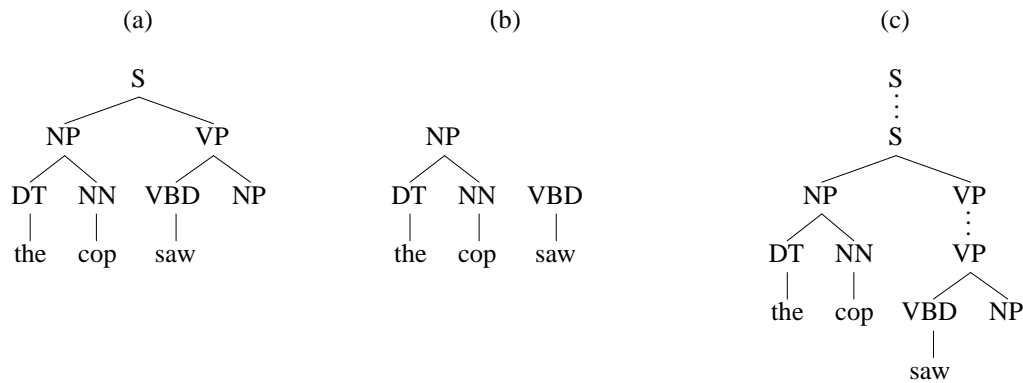 (a) (b) (c)
S S
NP VP NP S
DT NN VBD NP DT NN VBD NP VP
the cop saw the cop saw DT NN VP
the cop VBD NP
saw